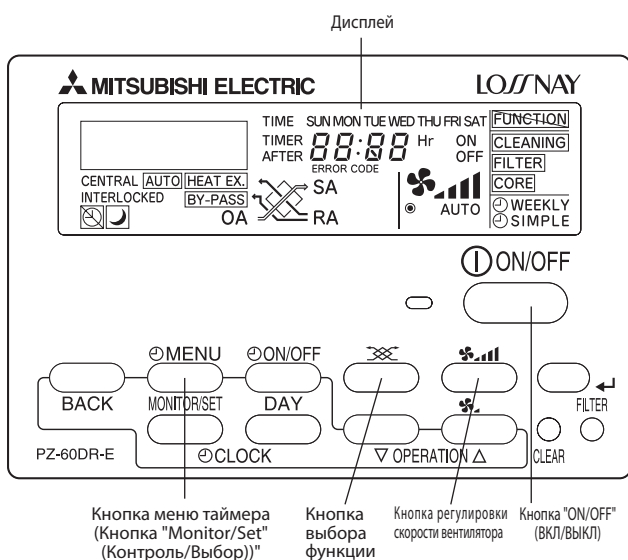 Дисплей
MITSUBISHI ELECTRIC
LOSSNAY
TIME SUN MON TUE WED THU FRI SAT
FUNCTION
TIMER 88:88 Hr ON
CLEANING
AFTER OFF
FILTER
ERROR CODE
CORE
CENTRAL AUTO HEAT EX. SA
INTERLOCKED BY-PASS
WEEKLY
OA RA AUTO
SIMPLE
ON/OFF
MENU ON/OFF
BACK MONITOR/SET DAY FILTER
PZ-60DR-E CLOCK ▽ OPERATION △ CLEAR
Кнопка меню таймера
(Кнопка "Monitor/Set"
(Контроль/Выбор))"
Кнопка
выбора
функции
Кнопка регулировки
скорости вентилятора
Кнопка "ON/OFF"
(ВКЛ/ВЫКЛ)